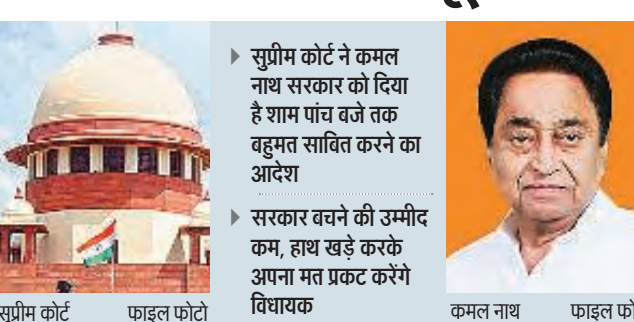 ▶ सुप्रीम कोर्ट ने कमल
नाथ सरकार को दिया
है शाम पांच बजे तक
बहुमत साबित करने का
आदेश
▶ सरकार बचने की उम्मीद
कम, हाथ खड़े करके
अपना मत प्रकट करेंगे
विधायक
सुप्रीम कोर्ट फाइल फोटो
कमल नाथ फाइल फो